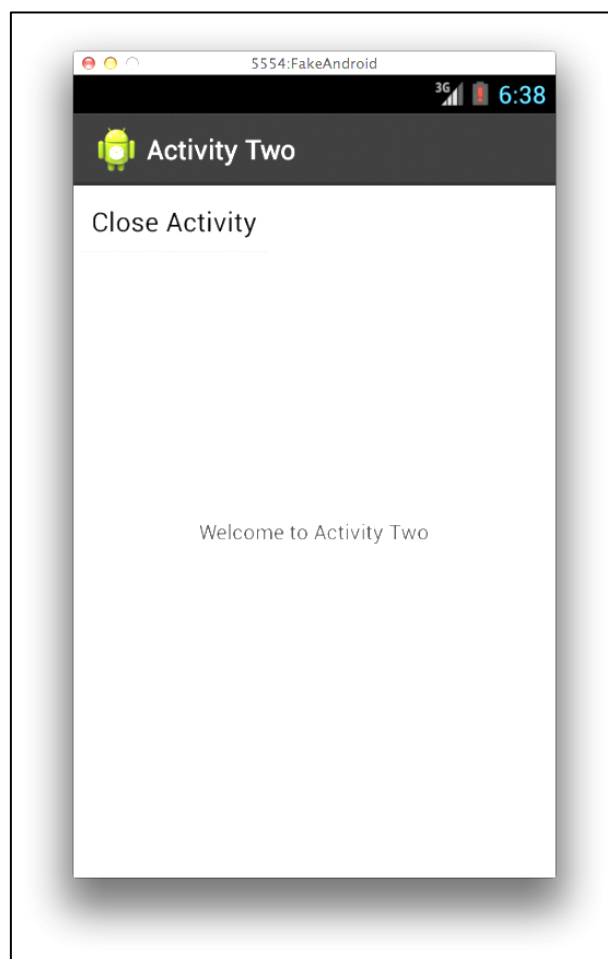 5554:FakeAndroid
3G 6:38
Activity Two
Close Activity
Welcome to Activity Two